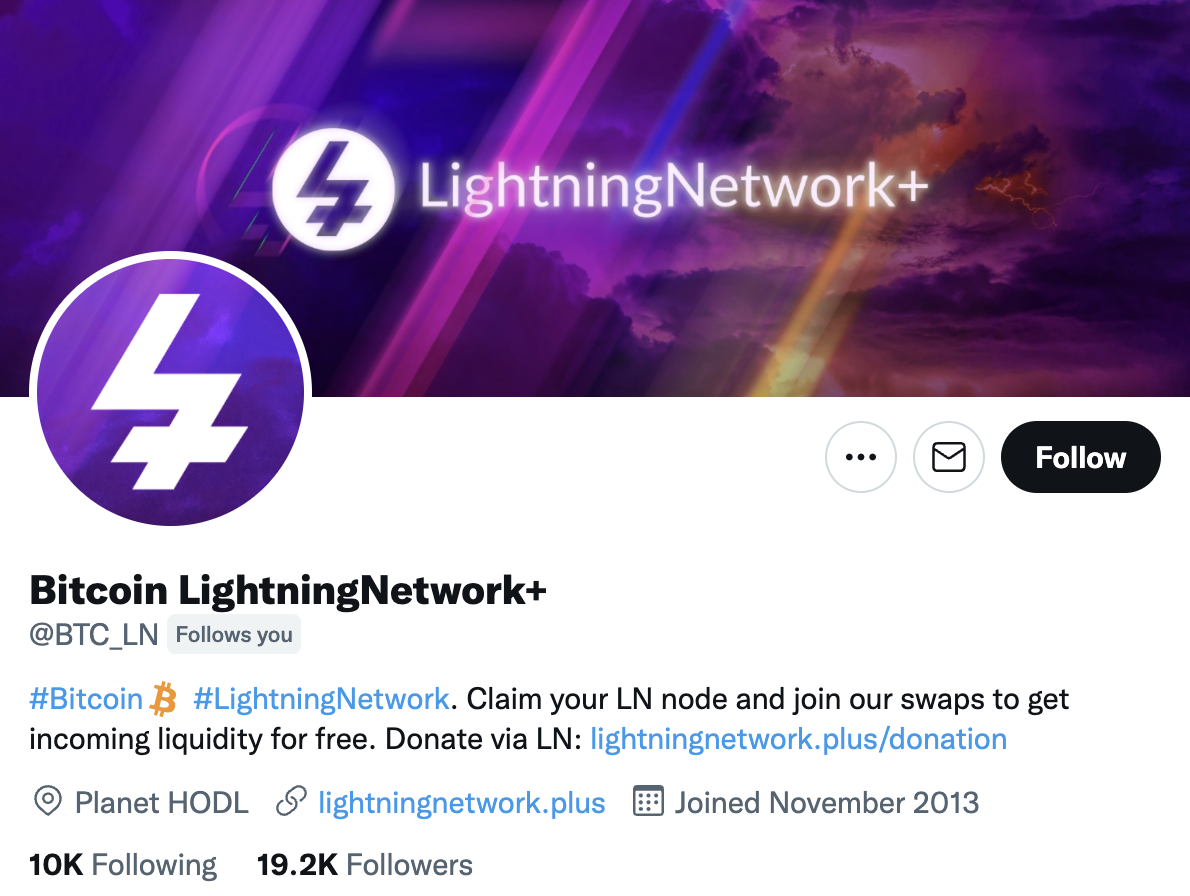 LightningNetwork+
Follow
Bitcoin LightningNetwork+
@BTC_LN Follows you
#Bitcoin #LightningNetwork. Claim your LN node and join our swaps to get
incoming liquidity for free. Donate via LN: lightningnetwork.plus/donation
Planet HODL lightningnetwork.plus Joined November 2013
10K Following 19.2K Followers